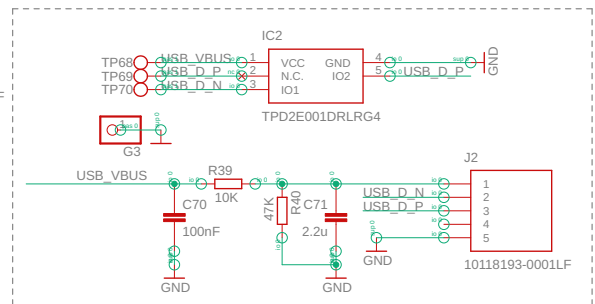 IC2
TP68 USB_VBUS 1 VCC GND 4 GND
TP69 USB_D_P 2 N.C. IO2 5 USB_D_P
TP70 USB_D_N 3 IO1
TPD2E001DRLRG4
1
G3
J2
USB_VBUS R39 1
C70 10K 47K R40 C71 USB_D_N 2
100nF 2.2u USB_D_P 3
4
5
GND GND GND
10118193-0001LF